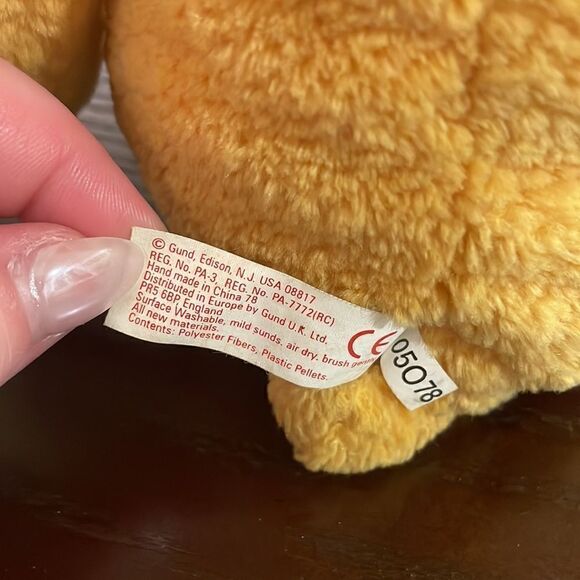 © Gund, Edison, N.J. USA 08817
REG. No. PA-3, REG. No. PA-7772(RC)
Hand made in China 78
Distributed in Europe by Gund U.K. Ltd.
PR5 6BP England
Surface Washable, mild sunds, air dry, brush
All new materials.
Contents: Polyester Fibers, Plastic Pellets.
CE
05078